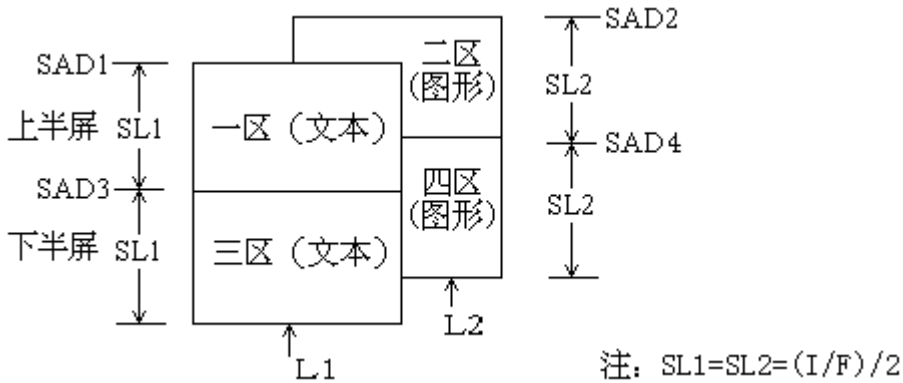 SAD2
二区
(图形)
SAD1
SL2
上半屏 SL1
一区（文本）
SAD4
SAD3
四区
(图形)
SL2
下半屏 SL1
三区（文本）
L2
L1
注：SL1=SL2=(I/F)/2